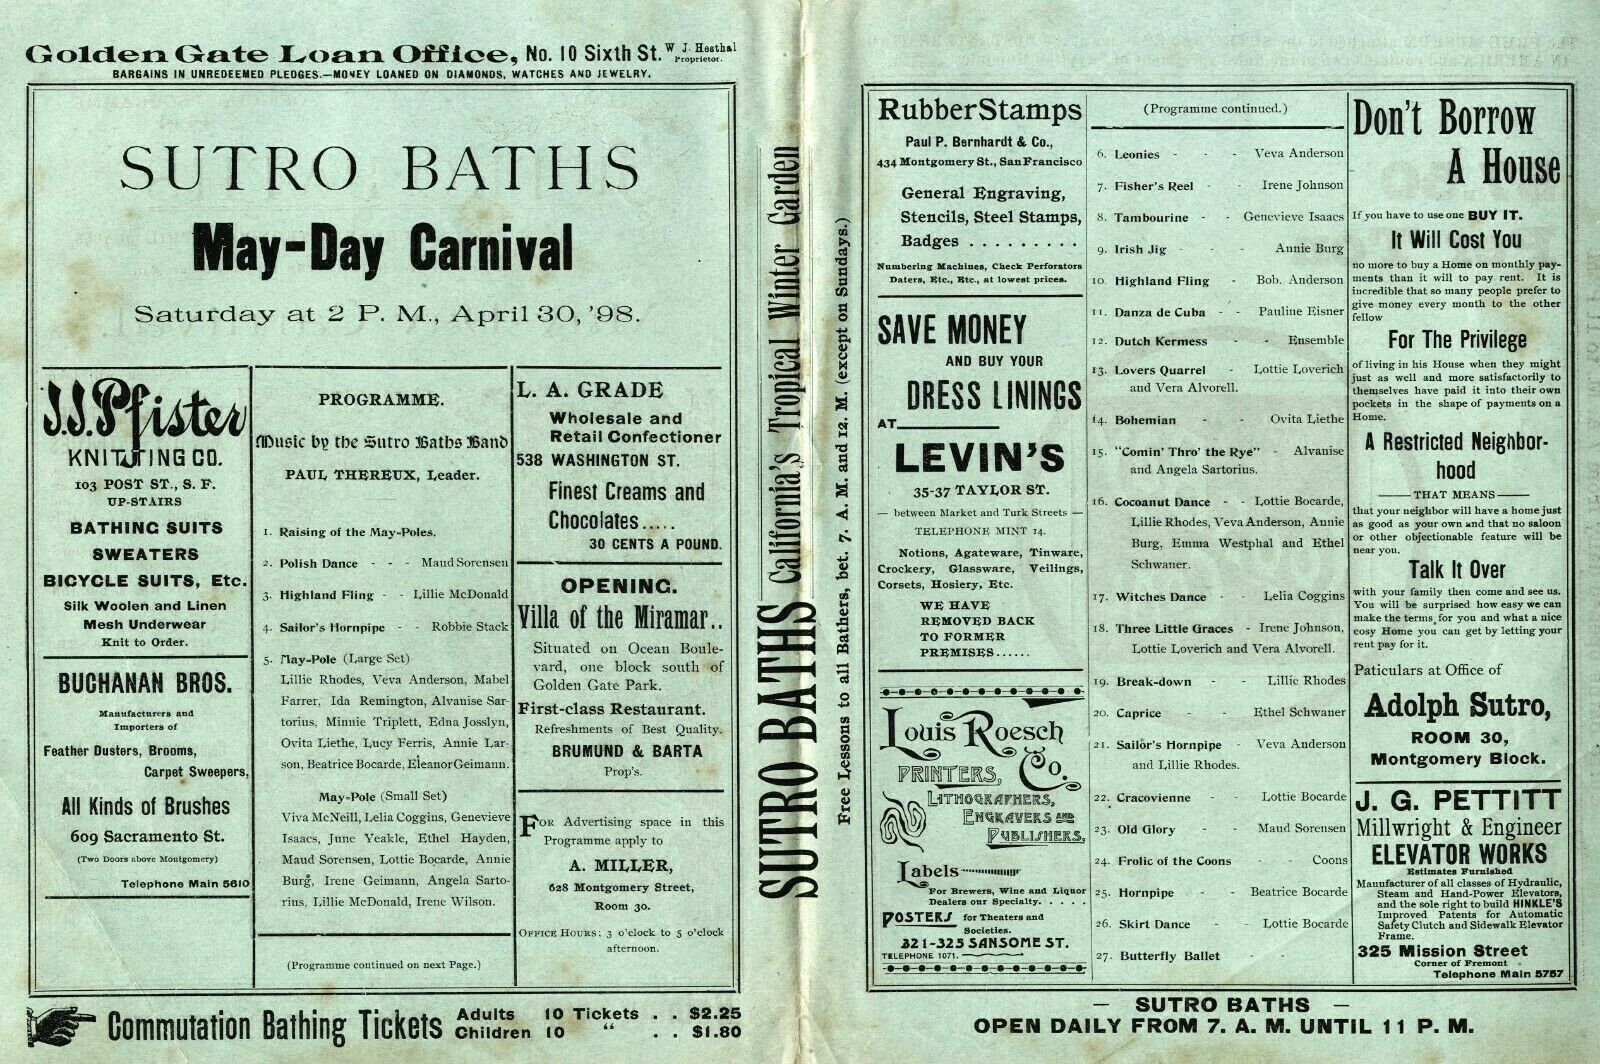 Golden Gate Loan Office, No. 10 Sixth St. W J. Hesthal Proprietor.
BARGAINS IN UNREDEEMED PLEDGES.—MONEY LOANED ON DIAMONDS, WATCHES AND JEWELRY.
SUTRO BATHS
May-Day Carnival
Saturday at 2 P. M., April 30, '98.
J.J. Pfister
KNITTING CO.
103 POST ST., S. F.
UP-STAIRS
BATHING SUITS
SWEATERS
BICYCLE SUITS, Etc.
Silk Woolen and Linen
Mesh Underwear
Knit to Order.
BUCHANAN BROS.
Manufacturers and
Importers of
Feather Dusters, Brooms,
Carpet Sweepers,
All Kinds of Brushes
609 Sacramento St.
(Two Doors above Montgomery)
Telephone Main 5610
PROGRAMME.
Music by the Sutro Baths Band
PAUL THEREUX, Leader.
1. Raising of the May-Poles.
2. Polish Dance - - - Maud Sorensen
3. Highland Fling - - Lillie McDonald
4. Sailor's Hornpipe - - Robbie Stack
5. May-Pole (Large Set)
Lillie Rhodes, Veva Anderson, Mabel
Farrer, Ida Remington, Alvanise Sar-
torius, Minnie Triplett, Edna Josslyn,
Ovita Liethe, Lucy Ferris, Annie Lar-
son, Beatrice Bocarde, Eleanor Geimann.
May-Pole (Small Set)
Viva McNeill, Lelia Coggins, Genevieve
Isaacs, June Yeakle, Ethel Hayden,
Maud Sorensen, Lottie Bocarde, Annie
Burg, Irene Geimann, Angela Sarto-
rius, Lillie McDonald, Irene Wilson.
(Programme continued on next Page.)
L. A. GRADE
Wholesale and
Retail Confectioner
538 WASHINGTON ST.
Finest Creams and
Chocolates.....
30 CENTS A POUND.
OPENING.
Villa of the Miramar..
Situated on Ocean Boule-
vard, one block south of
Golden Gate Park.
First-class Restaurant.
Refreshments of Best Quality.
BRUMUND & BARTA
Prop's.
FOR Advertising space in this
Programme apply to
A. MILLER,
628 Montgomery Street,
Room 30.
OFFICE HOURS: 3 o'clock to 5 o'clock
afternoon.
Commutation Bathing Tickets
Adults 10 Tickets . . $2.25
Children 10 " . . $1.80
SUTRO BATHS California's Tropical Winter Garden
Free Lessons to all Bathers, bet. 7. A. M. and 12. M. (except on Sundays.)
Rubber Stamps
Paul P. Bernhardt & Co.,
434 Montgomery St., San Francisco
General Engraving,
Stencils, Steel Stamps,
Badges . . . . . . . . .
Numbering Machines, Check Perforators
Daters, Etc., Etc., at lowest prices.
SAVE MONEY
AND BUY YOUR
DRESS LININGS
AT
LEVIN'S
35-37 TAYLOR ST.
— between Market and Turk Streets —
TELEPHONE MINT 14.
Notions, Agateware, Tinware,
Crockery, Glassware, Veilings,
Corsets, Hosiery, Etc.
WE HAVE
REMOVED BACK
TO FORMER
PREMISES......
Louis Roesch
PRINTERS, Co.
LITHOGRAPHERS,
ENGRAVERS AND
PUBLISHERS,
Labels
For Brewers, Wine and Liquor
Dealers our Specialty. . . . . .
POSTERS for Theaters and
Societies.
321-325 SANSOME ST.
TELEPHONE 1071.
(Programme continued.)
6. Leonies - - - Veva Anderson
7. Fisher's Reel - - Irene Johnson
8. Tambourine - - Genevieve Isaacs
9. Irish Jig - - Annie Burg
10. Highland Fling - Bob. Anderson
11. Danza de Cuba - - Pauline Eisner
12. Dutch Kermess - - Ensemble
13. Lovers Quarrel - Lottie Loverich
and Vera Alvorell.
14. Bohemian - - Ovita Liethe
15. "Comin' Thro' the Rye" - Alvanise
and Angela Sartorius.
16. Cocoanut Dance - - Lottie Bocarde,
Lillie Rhodes, Veva Anderson, Annie
Burg, Emma Westphal and Ethel
Schwaner.
17. Witches Dance - - Lelia Coggins
18. Three Little Graces - Irene Johnson,
Lottie Loverich and Vera Alvorell.
19. Break-down - - Lillie Rhodes
20. Caprice - - Ethel Schwaner
21. Sailor's Hornpipe - Veva Anderson
and Lillie Rhodes.
22. Cracovienne - - Lottie Bocarde
23. Old Glory - - Maud Sorensen
24. Frolic of the Coons - - Coons
25. Hornpipe - - Beatrice Bocarde
26. Skirt Dance - - Lottie Bocarde
27. Butterfly Ballet - -
Don't Borrow
A House
If you have to use one BUY IT.
It Will Cost You
no more to buy a Home on monthly pay-
ments than it will to pay rent. It is
incredible that so many people prefer to
give money every month to the other
fellow
For The Privilege
of living in his House when they might
just as well and more satisfactorily to
themselves have paid it into their own
pockets in the shape of payments on a
Home.
A Restricted Neighbor-
hood
—THAT MEANS—
that your neighbor will have a home just
as good as your own and that no saloon
or other objectionable feature will be
near you.
Talk It Over
with your family then come and see us.
You will be surprised how easy we can
make the terms for you and what a nice
cosy Home you can get by letting your
rent pay for it.
Paticulars at Office of
Adolph Sutro,
ROOM 30,
Montgomery Block.
J. G. PETTITT
Millwright & Engineer
ELEVATOR WORKS
Estimates Furnished
Manufacturer of all classes of Hydraulic,
Steam and Hand-Power Elevators,
and the sole right to build HINKLE'S
Improved Patents for Automatic
Safety Clutch and Sidewalk Elevator
Frame.
325 Mission Street
Corner of Fremont
Telephone Main 5757
— SUTRO BATHS —
OPEN DAILY FROM 7. A. M. UNTIL 11 P. M.